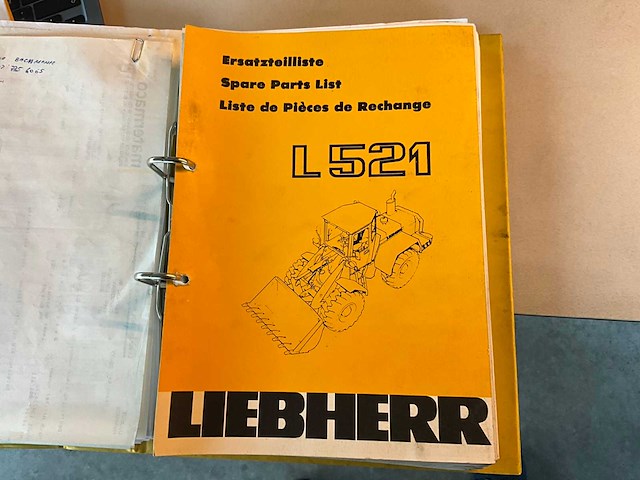 Ersatzteilliste
Spare Parts List
Liste de Pièces de Rechange
L 521
LIEBHERR